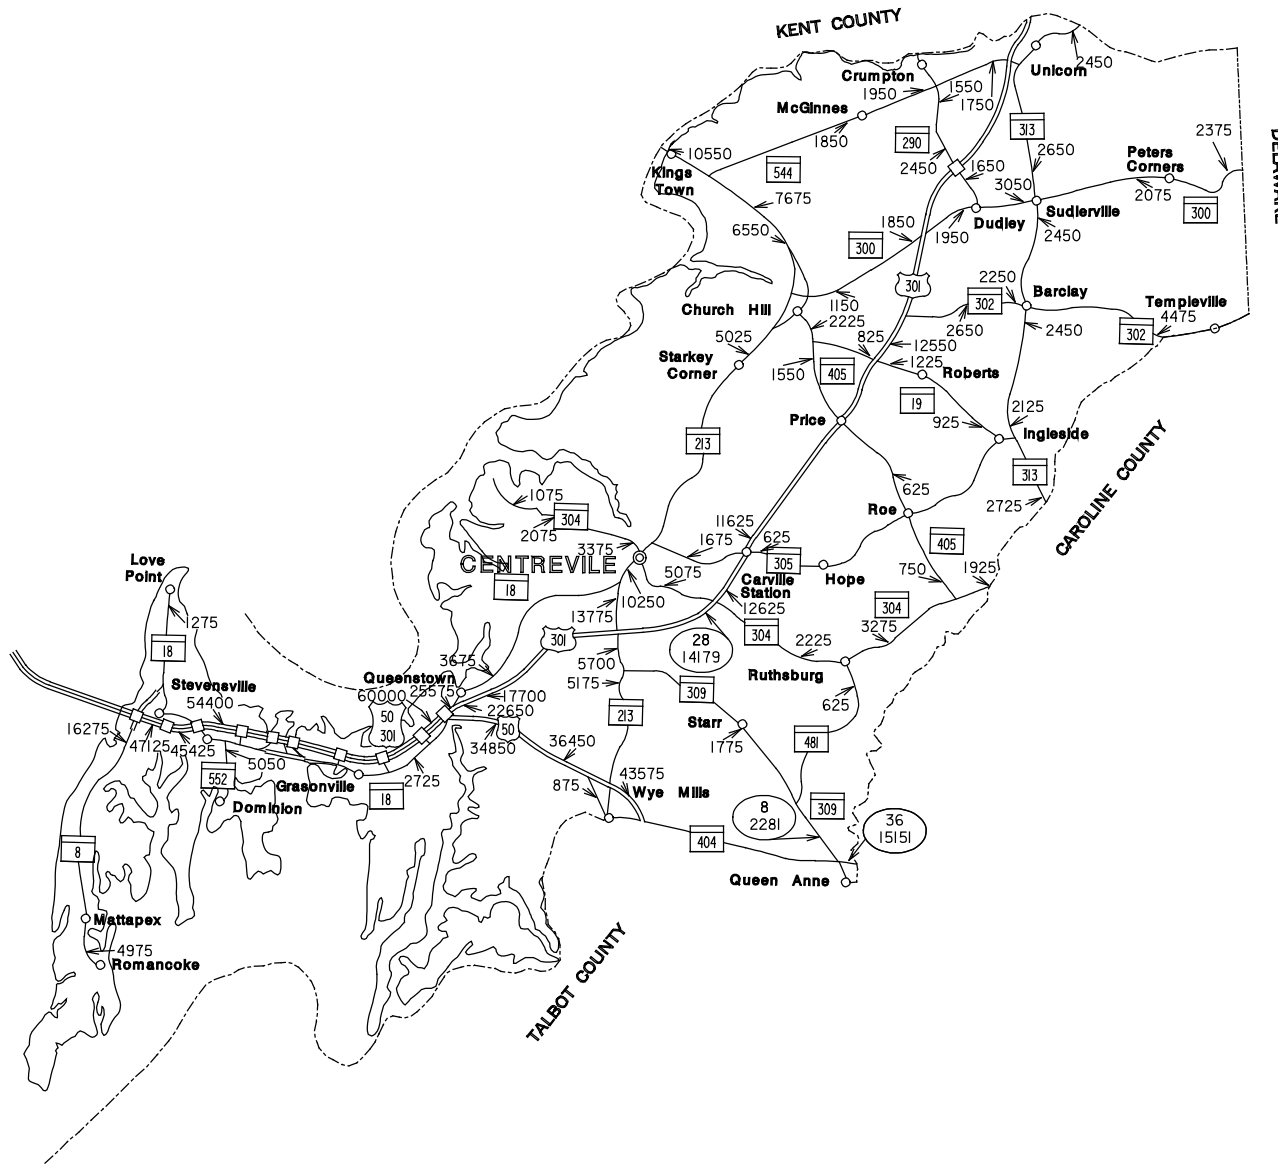 KENT COUNTY
Crumpton
Unicorn
2450
1950
1550
1750
McGinnes
1850
290
313
2375
10550
544
2450
1650
2650
Peters
Corners
Kings
Town
7675
3050
2075
300
DELAWARE
6550
1850
300
1950
Dudley
Sudlerville
2450
301
2250
Barclay
Templeville
4475
Church Hill
1150
2225
302
2650
302
5025
825
12550
2450
1225
Starkey
Corner
1550
405
Roberts
19
925
2125
Price
Ingleside
213
313
2725
CAROLINE COUNTY
1075
304
2075
625
Roe
11625
405
3375
1675
625
CENTREVILE
305
Love
Point
18
5075
Carville
Station
Hope
750
1925
10250
12625
304
1275
13775
301
304
3275
28
14179
2225
18
3675
5700
Ruthsburg
Stevensville
Queenstown
5175
309
625
54400
60000
25575
17700
22650
50
301
213
Starr
50
16275
47125
45425
34850
36450
1775
481
5050
552
2725
43575
Grasonville
18
875
Wye Mills
Dominion
8
2281
309
36
15151
8
404
Queen Anne
Mattapex
4975
Romancoke
TALBOT COUNTY